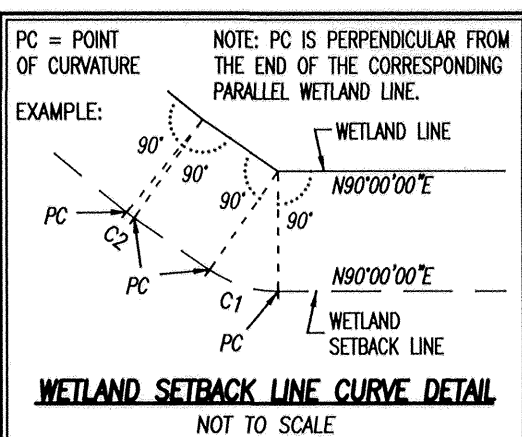 PC = POINT
OF CURVATURE
NOTE: PC IS PERPENDICULAR FROM
THE END OF THE CORRESPONDING
PARALLEL WETLAND LINE.
EXAMPLE:
WETLAND LINE
90°
90°
90°
90°
N90°00'00"E
PC
C2
PC
C1
PC
N90°00'00"E
WETLAND
SETBACK LINE
WETLAND SETBACK LINE CURVE DETAIL
NOT TO SCALE